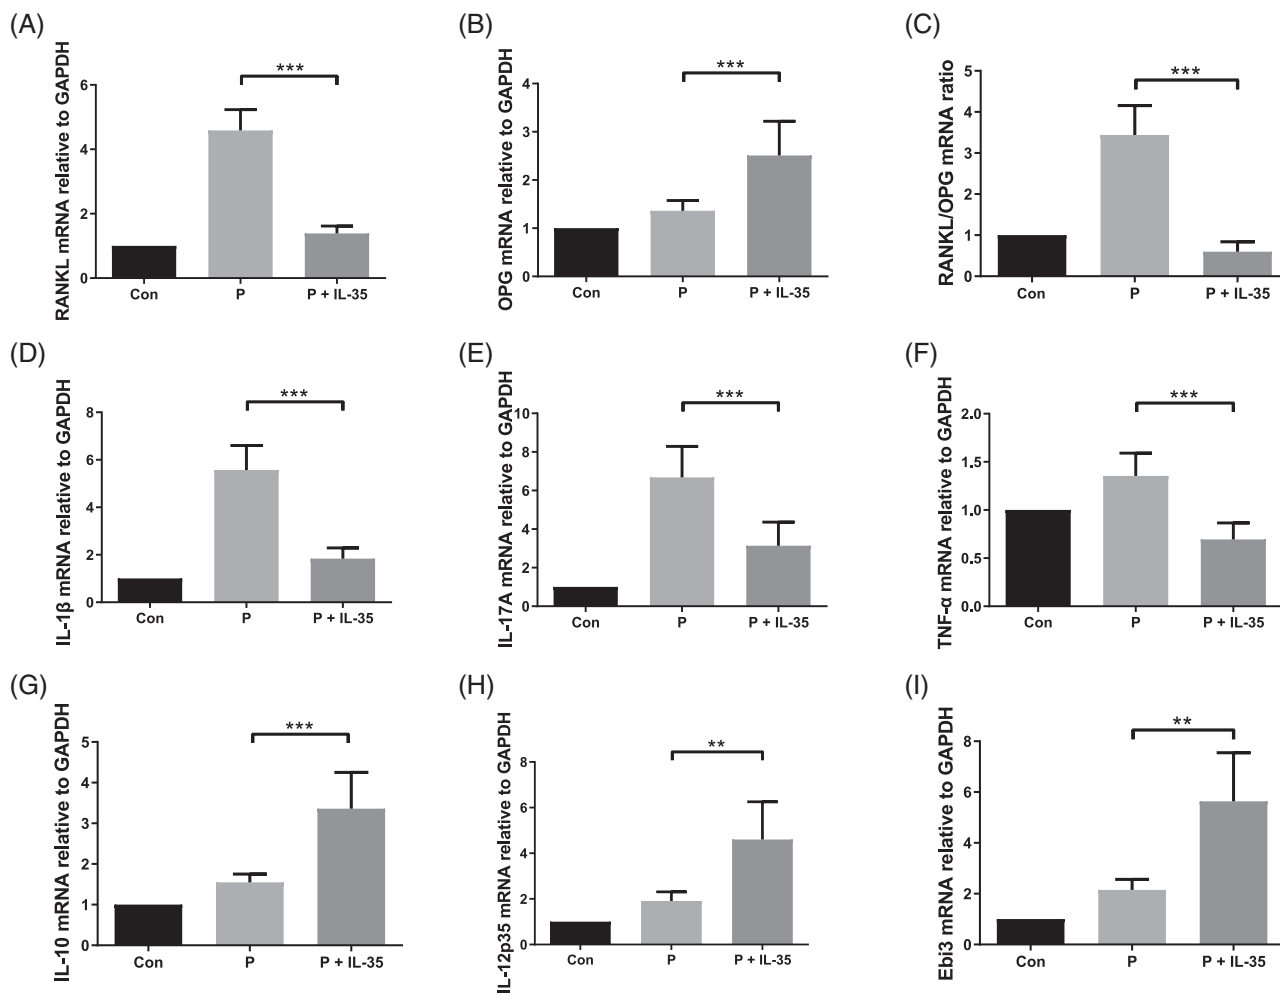 (A)
RANKL mRNA relative to GAPDH
6
4
2
0
***
Con
P
P + IL-35
(B)
OPG mRNA relative to GAPDH
4
3
2
1
0
***
Con
P
P + IL-35
(C)
RANKL/OPG mRNA ratio
5
4
3
2
1
0
***
Con
P
P + IL-35
(D)
IL-1β mRNA relative to GAPDH
8
6
4
2
0
***
Con
P
P + IL-35
(E)
IL-17A mRNA relative to GAPDH
10
8
6
4
2
0
***
Con
P
P + IL-35
(F)
TNF-α mRNA relative to GAPDH
2.0
1.5
1.0
0.5
0.0
***
Con
P
P + IL-35
(G)
IL-10 mRNA relative to GAPDH
5
4
3
2
1
0
***
Con
P
P + IL-35
(H)
IL-12p35 mRNA relative to GAPDH
8
6
4
2
0
**
Con
P
P + IL-35
(I)
Ebi3 mRNA relative to GAPDH
8
6
4
2
0
**
Con
P
P + IL-35